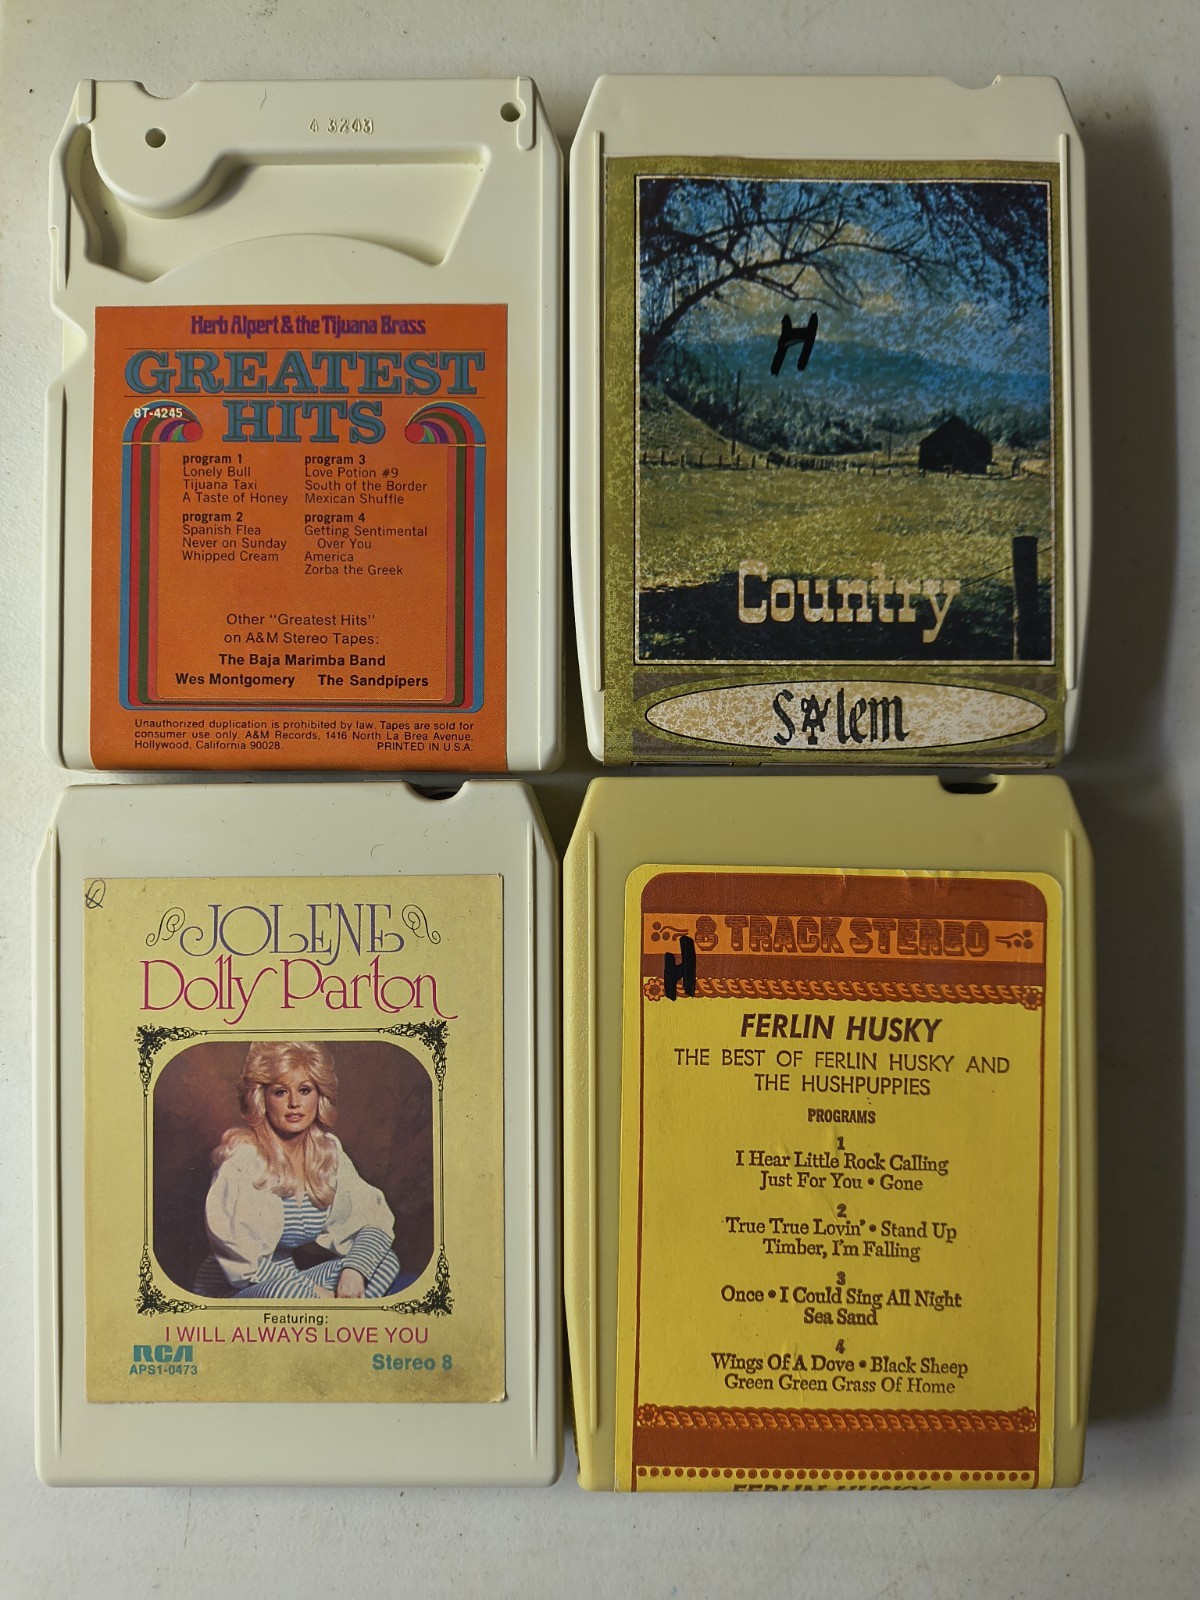 4 3243
Herb Alpert & the Tijuana Brass
GREATEST
HITS
8T-4245
program 1
Lonely Bull
Tijuana Taxi
A Taste of Honey
program 2
Spanish Flea
Never on Sunday
Whipped Cream
program 3
Love Potion #9
South of the Border
Mexican Shuffle
program 4
Getting Sentimental
Over You
America
Zorba the Greek
Other "Greatest Hits"
on A&M Stereo Tapes:
The Baja Marimba Band
Wes Montgomery The Sandpipers
Unauthorized duplication is prohibited by law. Tapes are sold for
consumer use only. A&M Records, 1416 North La Brea Avenue,
Hollywood, California 90028. PRINTED IN U.S.A.
H
Country
Salem
JOLENE
Dolly Parton
Featuring:
I WILL ALWAYS LOVE YOU
RCA
APS1-0473
Stereo 8
8 TRACK STEREO
H
FERLIN HUSKY
THE BEST OF FERLIN HUSKY AND
THE HUSHPUPPIES
PROGRAMS
1
I Hear Little Rock Calling
Just For You • Gone
2
True True Lovin' • Stand Up
Timber, I'm Falling
3
Once • I Could Sing All Night
Sea Sand
4
Wings Of A Dove • Black Sheep
Green Green Grass Of Home
FERLIN HUSKY